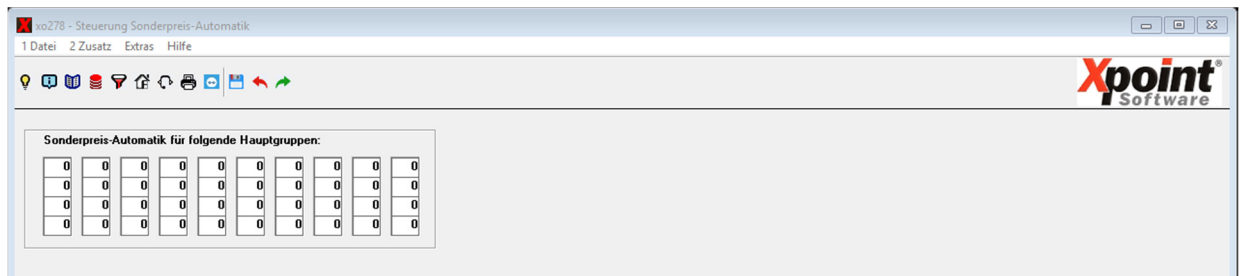 xo278 - Steuerung Sonderpreis-Automatik
1 Datei 2 Zusatz Extras Hilfe
Xpoint®
Software
Sonderpreis-Automatik für folgende Hauptgruppen:
0 0 0 0 0 0 0 0 0 0
0 0 0 0 0 0 0 0 0 0
0 0 0 0 0 0 0 0 0 0
0 0 0 0 0 0 0 0 0 0